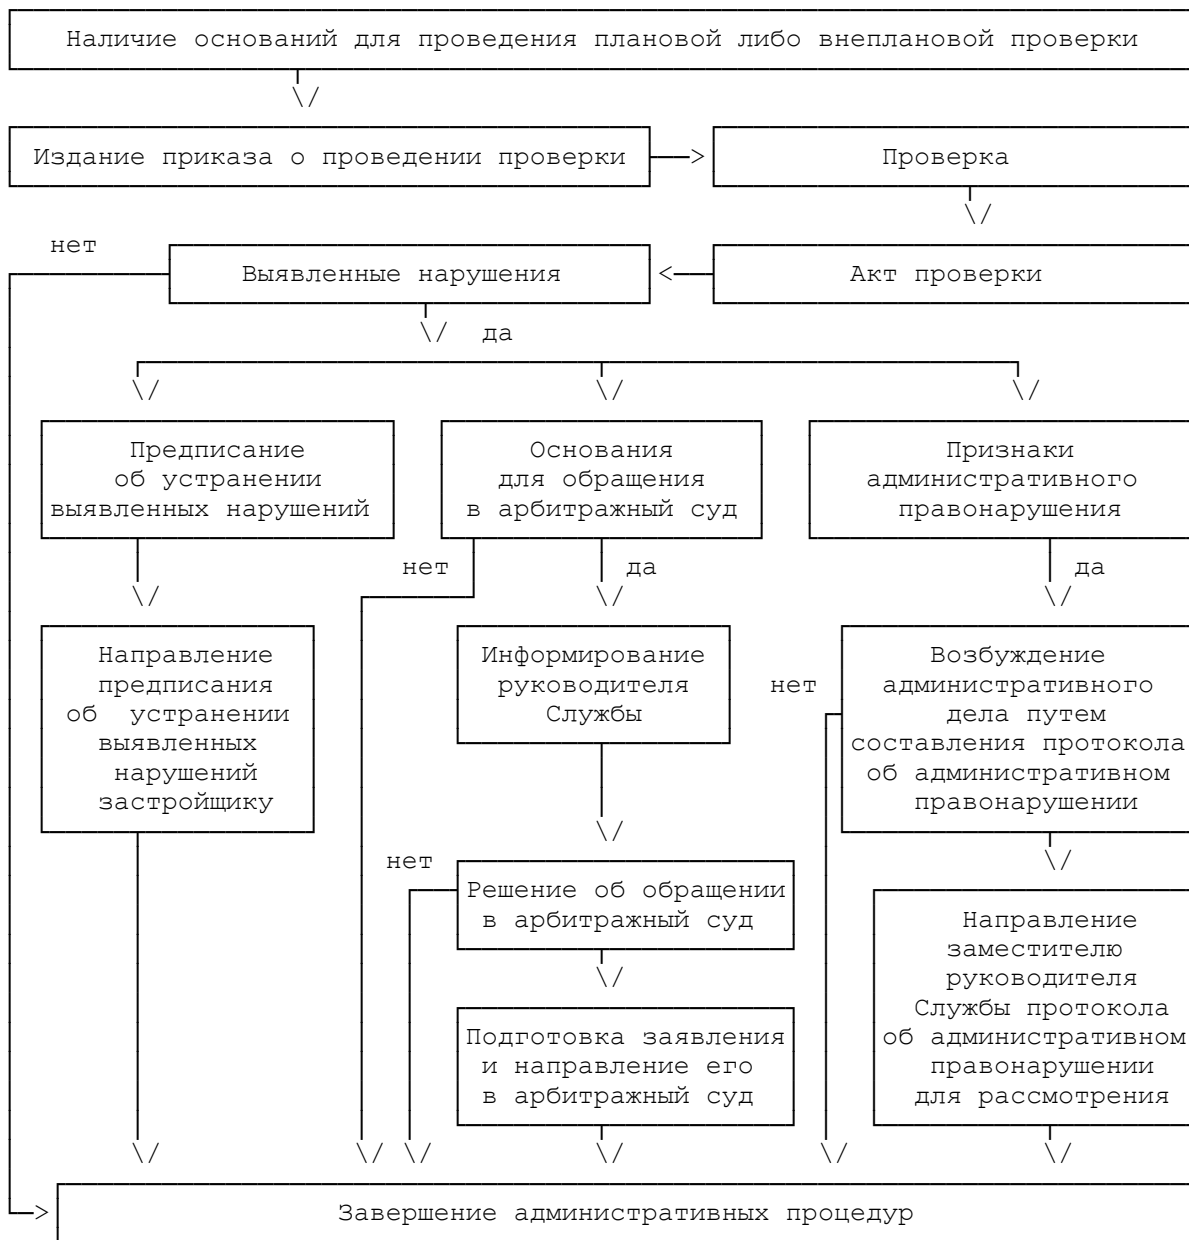 Наличие оснований для проведения плановой либо внеплановой проверки
Издание приказа о проведении проверки
Проверка
нет
Выявленные нарушения
Акт проверки
да
Предписание
об устранении
выявленных нарушений
Основания
для обращения
в арбитражный суд
Признаки
административного
правонарушения
нет
да
да
Направление
предписания
об устранении
выявленных
нарушений
застройщику
Информирование
руководителя
Службы
нет
Возбуждение
административного
дела путем
составления протокола
об административном
правонарушении
нет
Решение об обращении
в арбитражный суд
Направление
заместителю
руководителя
Службы протокола
об административном
правонарушении
для рассмотрения
Подготовка заявления
и направление его
в арбитражный суд
Завершение административных процедур